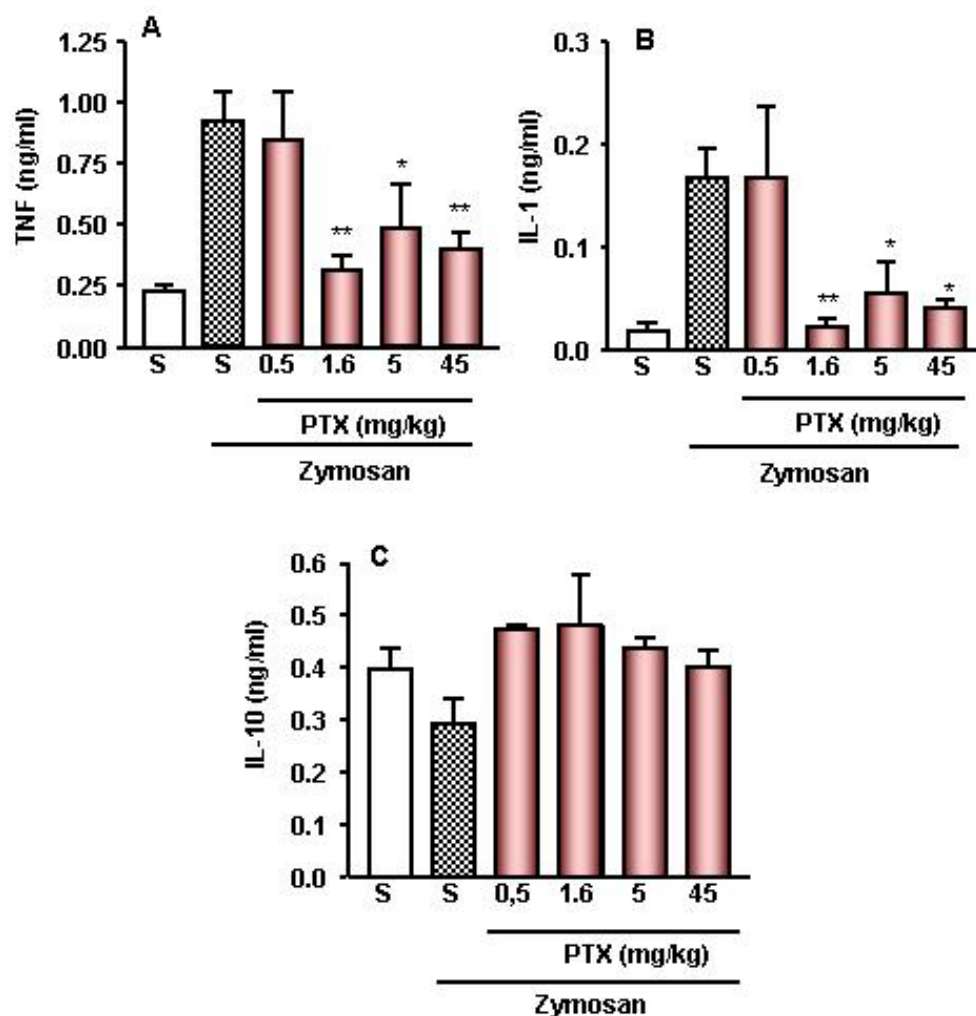 A
TNF (ng/ml)
1.25
1.00
0.75
0.50
0.25
0.00
**
*
**
S S 0.5 1.6 5 45
PTX (mg/kg)
Zymosan
B
IL-1 (ng/ml)
0.3
0.2
0.1
0.0
**
*
*
S S 0.5 1.6 5 45
PTX (mg/kg)
Zymosan
C
IL-10 (ng/ml)
0.6
0.5
0.4
0.3
0.2
0.1
0.0
S S 0,5 1.6 5 45
PTX (mg/kg)
Zymosan